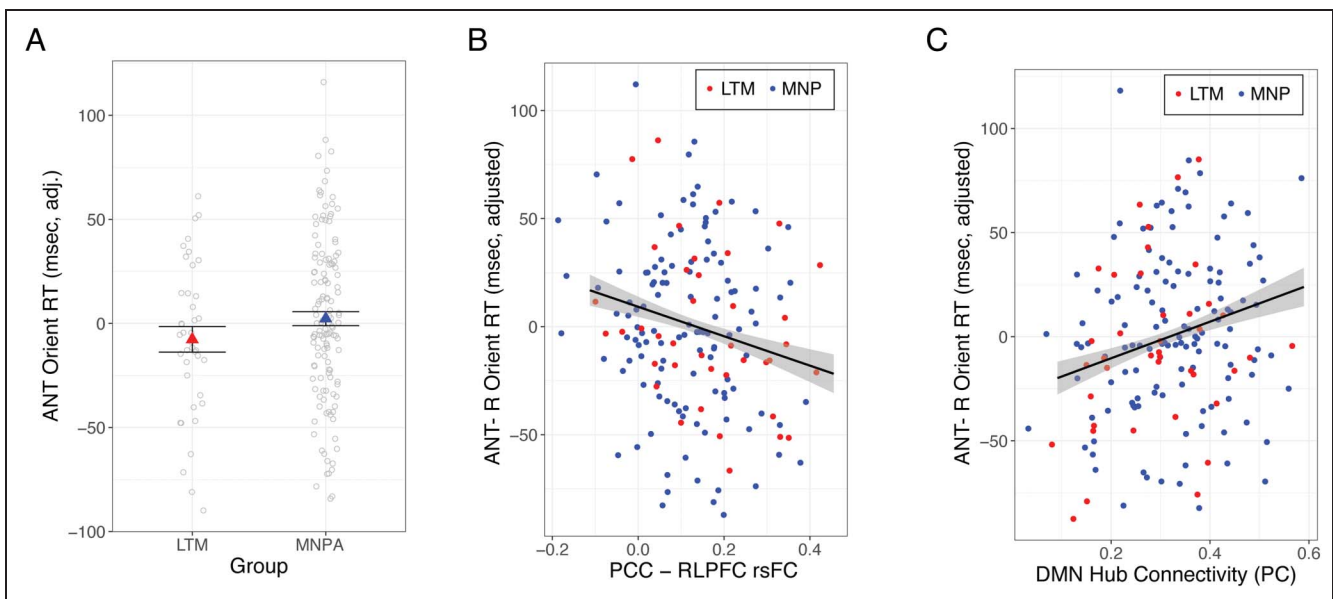 A
ANT Orient RT (msec, adj.)
100
50
0
−50
−100
LTM MNPA
Group
B
ANT- R Orient RT (msec, adjusted)
LTM MNP
100
50
0
−50
−0.2 0.0 0.2 0.4
PCC − RLPFC rsFC
C
ANT- R Orient RT (msec, adjusted)
LTM MNP
100
50
0
−50
0.2 0.4 0.6
DMN Hub Connectivity (PC)